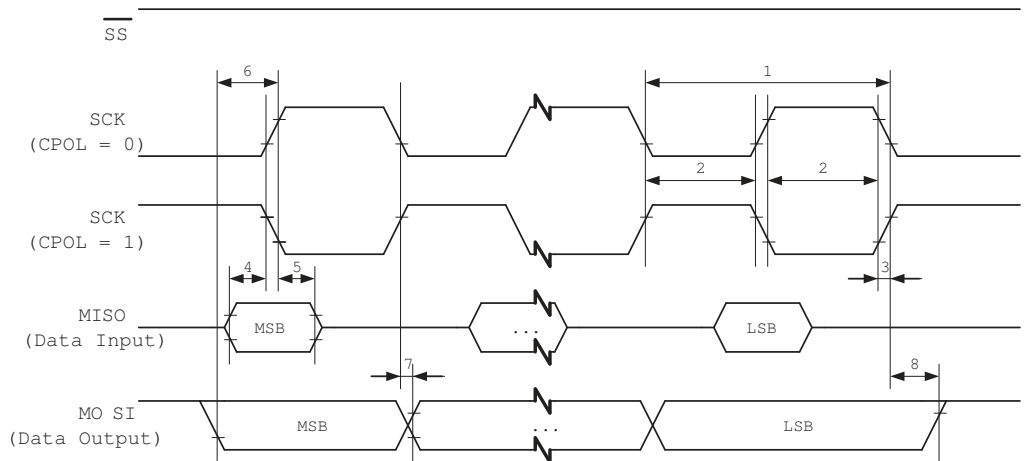 SS
6
1
SCK
(CPOL = 0)
2
2
SCK
(CPOL = 1)
4
5
3
MISO
(Data Input)
MSB
...
LSB
7
8
MO SI
(Data Output)
MSB
...
LSB